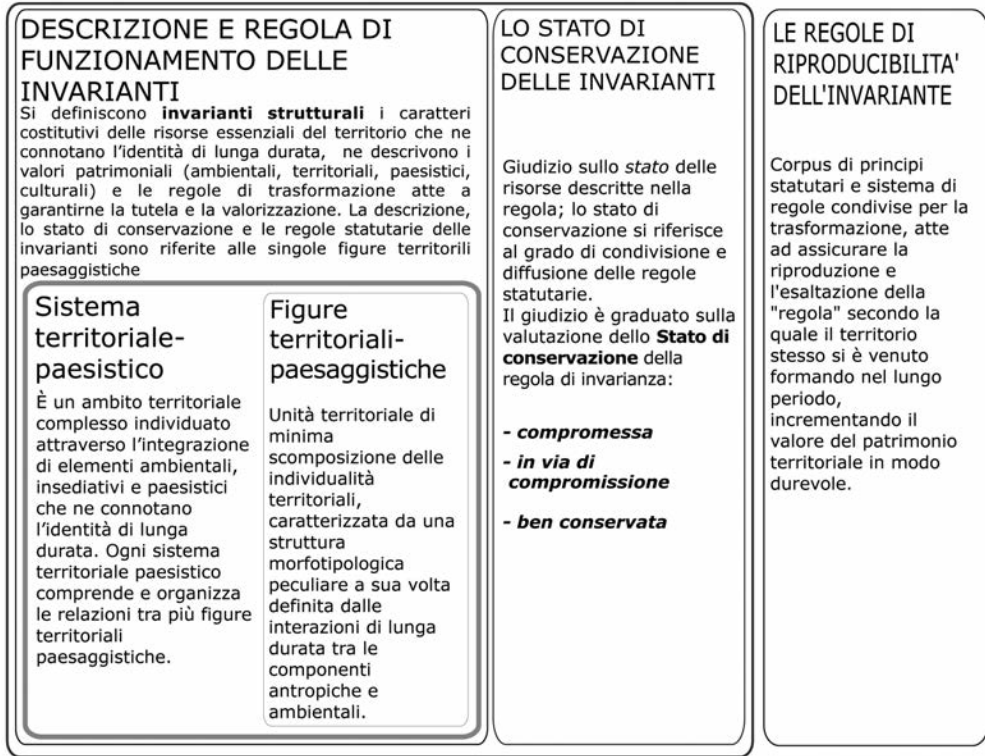 DESCRIZIONE E REGOLA DI
FUNZIONAMENTO DELLE
INVARIANTI
Si definiscono invarianti strutturali i caratteri
costitutivi delle risorse essenziali del territorio che ne
connotano l'identità di lunga durata, ne descrivono i
valori patrimoniali (ambientali, territoriali, paesistici,
culturali) e le regole di trasformazione atte a
garantirne la tutela e la valorizzazione. La descrizione,
lo stato di conservazione e le regole statutarie delle
invarianti sono riferite alle singole figure territorili
paesaggistiche
Sistema
territoriale-
paesistico
È un ambito territoriale
complesso individuato
attraverso l'integrazione
di elementi ambientali,
insediativi e paesistici
che ne connotano
l'identità di lunga
durata. Ogni sistema
territoriale paesistico
comprende e organizza
le relazioni tra più figure
territoriali
paesaggistiche.
Figure
territoriali-
paesaggistiche
Unità territoriale di
minima
scomposizione delle
individualità
territoriali,
caratterizzata da una
struttura
morfotipologica
peculiare a sua volta
definita dalle
interazioni di lunga
durata tra le
componenti
antropiche e
ambientali.
LO STATO DI
CONSERVAZIONE
DELLE INVARIANTI
Giudizio sullo stato delle
risorse descritte nella
regola; lo stato di
conservazione si riferisce
al grado di condivisione e
diffusione delle regole
statutarie.
Il giudizio è graduato sulla
valutazione dello Stato di
conservazione della
regola di invarianza:
- compromessa
- in via di
compromissione
- ben conservata
LE REGOLE DI
RIPRODUCIBILITA'
DELL'INVARIANTE
Corpus di principi
statutari e sistema di
regole condivise per la
trasformazione, atte
ad assicurare la
riproduzione e
l'esaltazione della
"regola" secondo la
quale il territorio
stesso si è venuto
formando nel lungo
periodo,
incrementando il
valore del patrimonio
territoriale in modo
durevole.